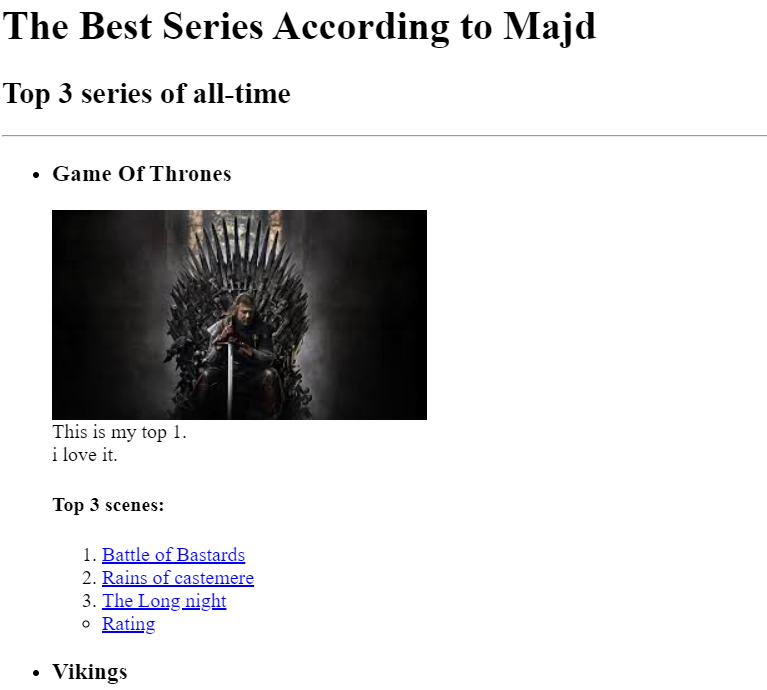 The Best Series According to Majd
Top 3 series of all-time
Game Of Thrones
This is my top 1.
i love it.
Top 3 scenes:
1. Battle of Bastards
2. Rains of castemere
3. The Long night
Rating
Vikings